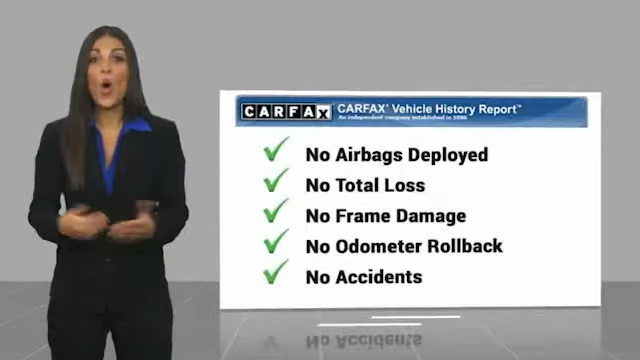 CARFAX CARFAX® Vehicle History Report™
An independent company established in 1986
No Airbags Deployed
No Total Loss
No Frame Damage
No Odometer Rollback
No Accidents